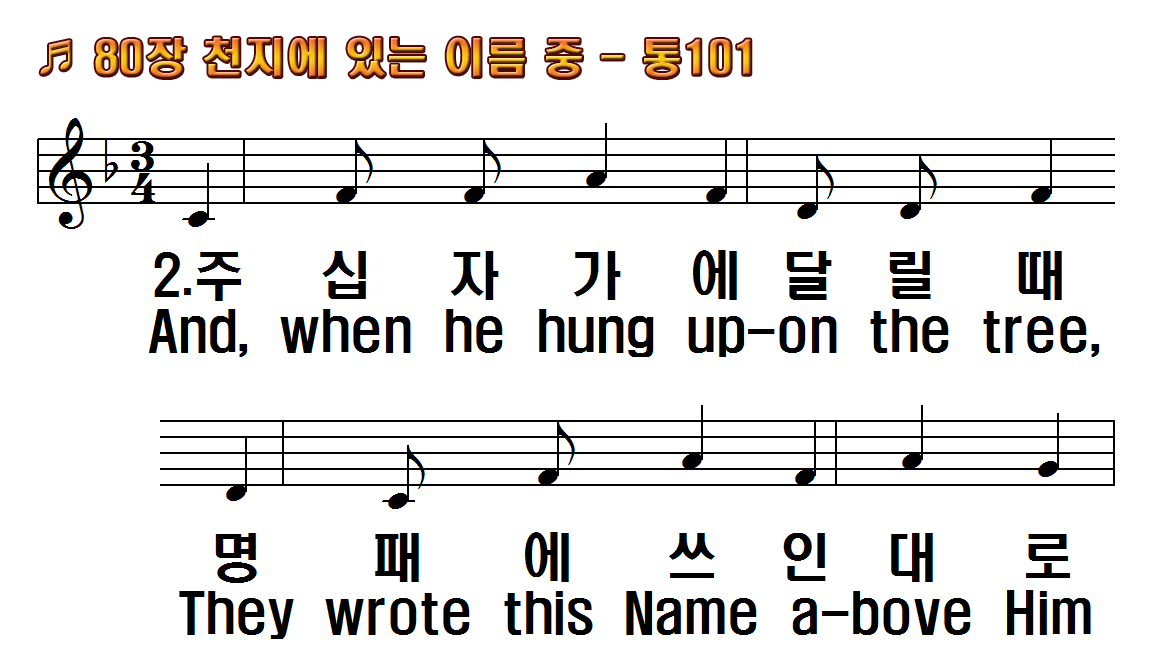 ♬ 80장 천지에 있는 이름 중 - 통101
3
4
2.주 십 자 가 에 달 릴 때
And, when he hung up-on the tree,
명 패 에 쓰 인 대 로
They wrote this Name a-bove Him